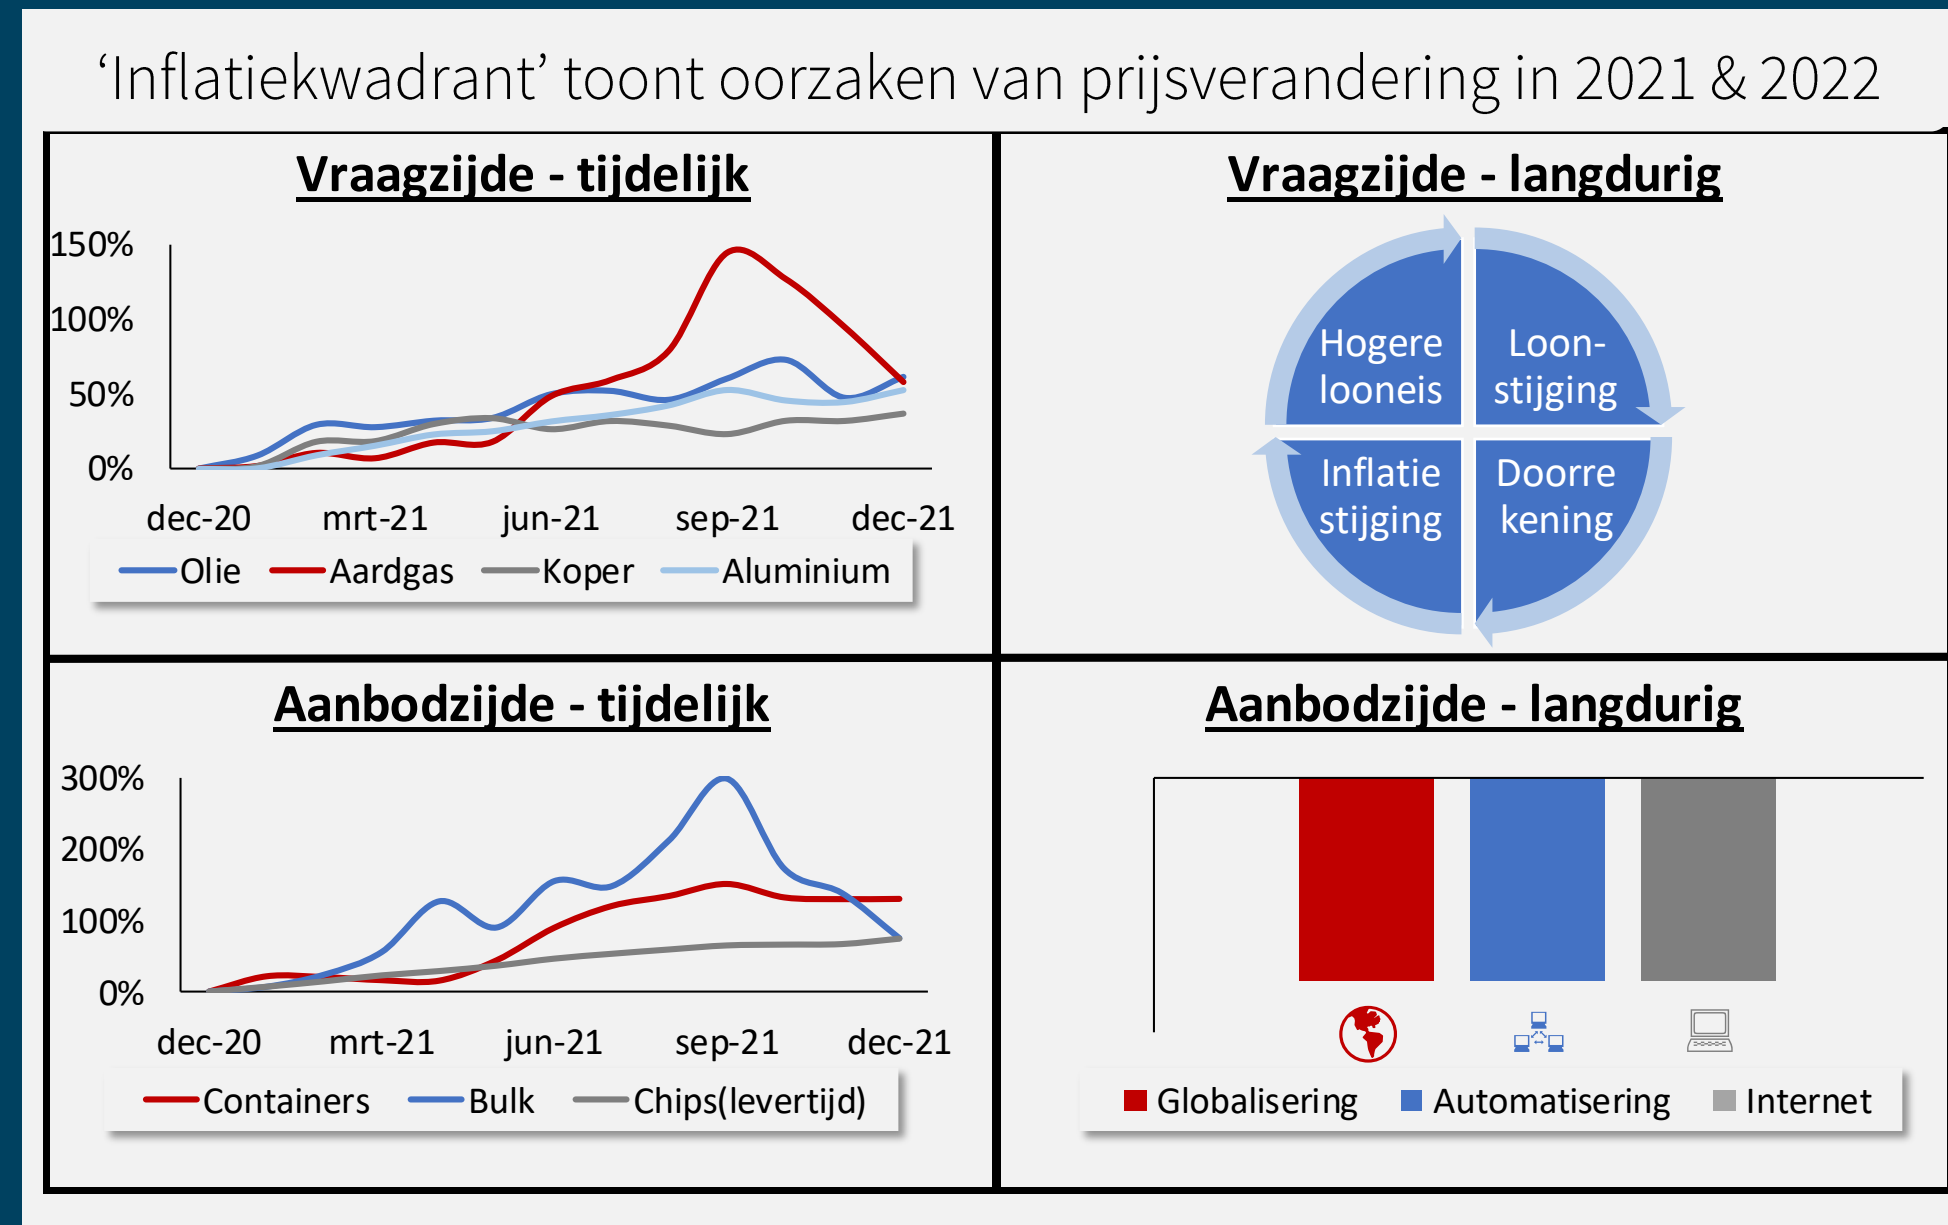 ‘Inflatiekwadrant’ toont oorzaken van prijsverandering in 2021 & 2022
Vraagzijde - tijdelijk
150%
100%
50%
0%
dec-20 mrt-21 jun-21 sep-21 dec-21
Olie Aardgas Koper Aluminium
Vraagzijde - langdurig
Hogere
looneis
Loon-
stijging
Inflatie
stijging
Doorre
kening
Aanbodzijde - tijdelijk
300%
200%
100%
0%
dec-20 mrt-21 jun-21 sep-21 dec-21
Containers Bulk Chips(levertijd)
Aanbodzijde - langdurig
Globalisering Automatisering Internet